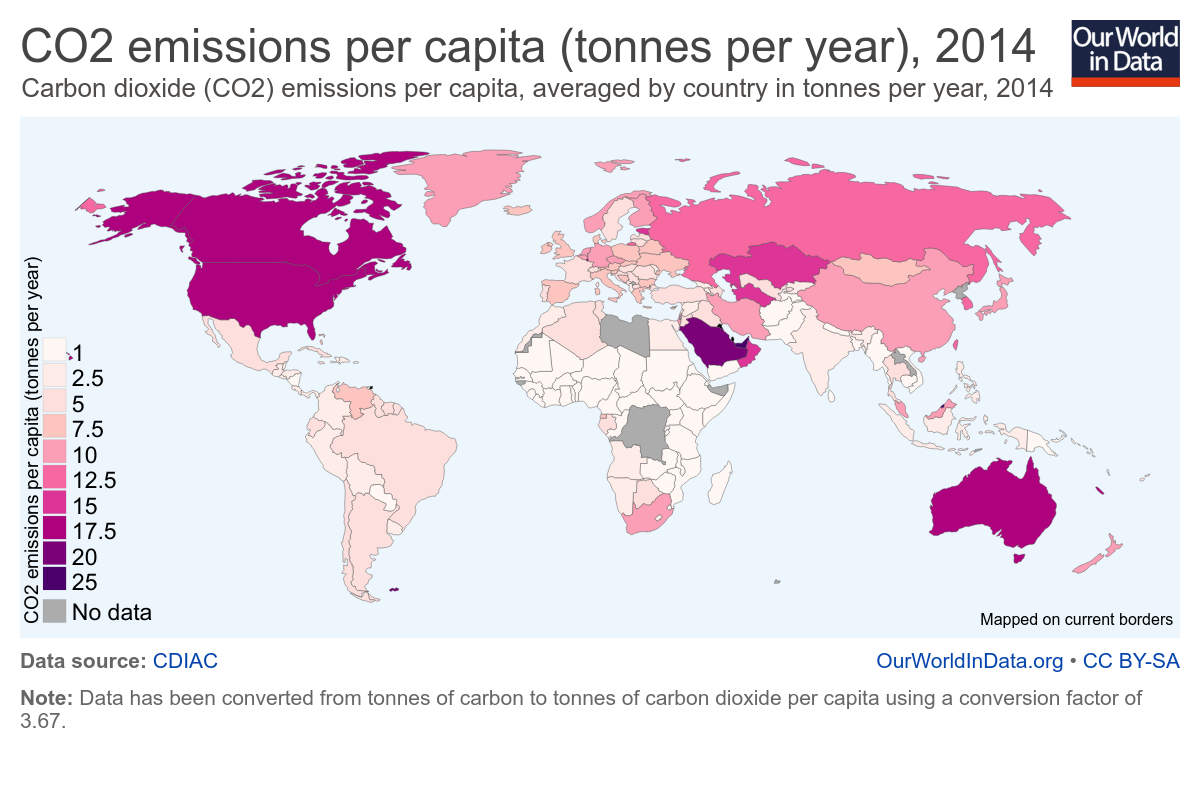 CO2 emissions per capita (tonnes per year), 2014
Our World
in Data
Carbon dioxide (CO2) emissions per capita, averaged by country in tonnes per year, 2014
CO2 emissions per capita (tonnes per year)
1
2.5
5
7.5
10
12.5
15
17.5
20
25
No data
Mapped on current borders
Data source: CDIAC
OurWorldInData.org • CC BY-SA
Note: Data has been converted from tonnes of carbon to tonnes of carbon dioxide per capita using a conversion factor of
3.67.